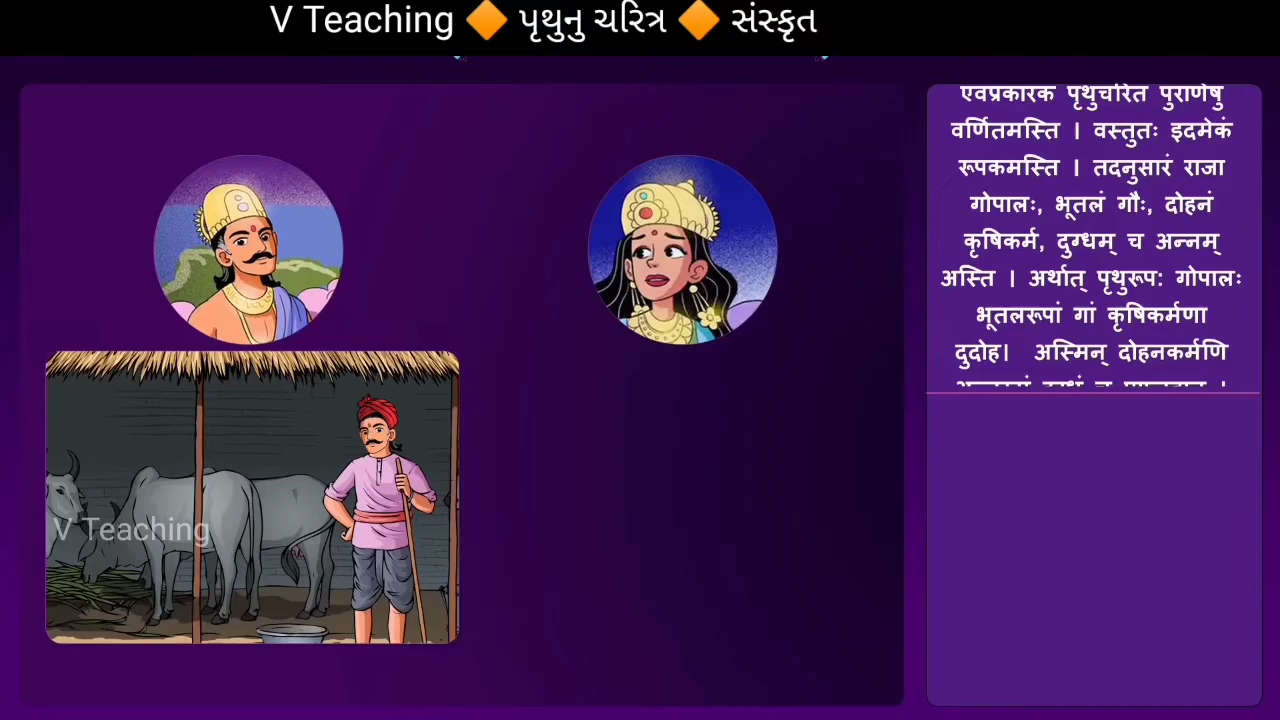 V Teaching 🔶 પૃથુનુ ચરિત્ર 🔶 સંસ્કૃત
एवंप्रकारकं पृथुचरितं पुराणेषु
वर्णितमस्ति । वस्तुतः इदमेकं
रूपकमस्ति । तदनुसारं राजा
गोपालः, भूतलं गौः, दोहनं
कृषिकर्म, दुग्धम् च अन्नम्
अस्ति । अर्थात् पृथुरूप: गोपालः
भूतलरूपां गां कृषिकर्मणा
दुदोह। अस्मिन् दोहनकर्मणि
V Teaching